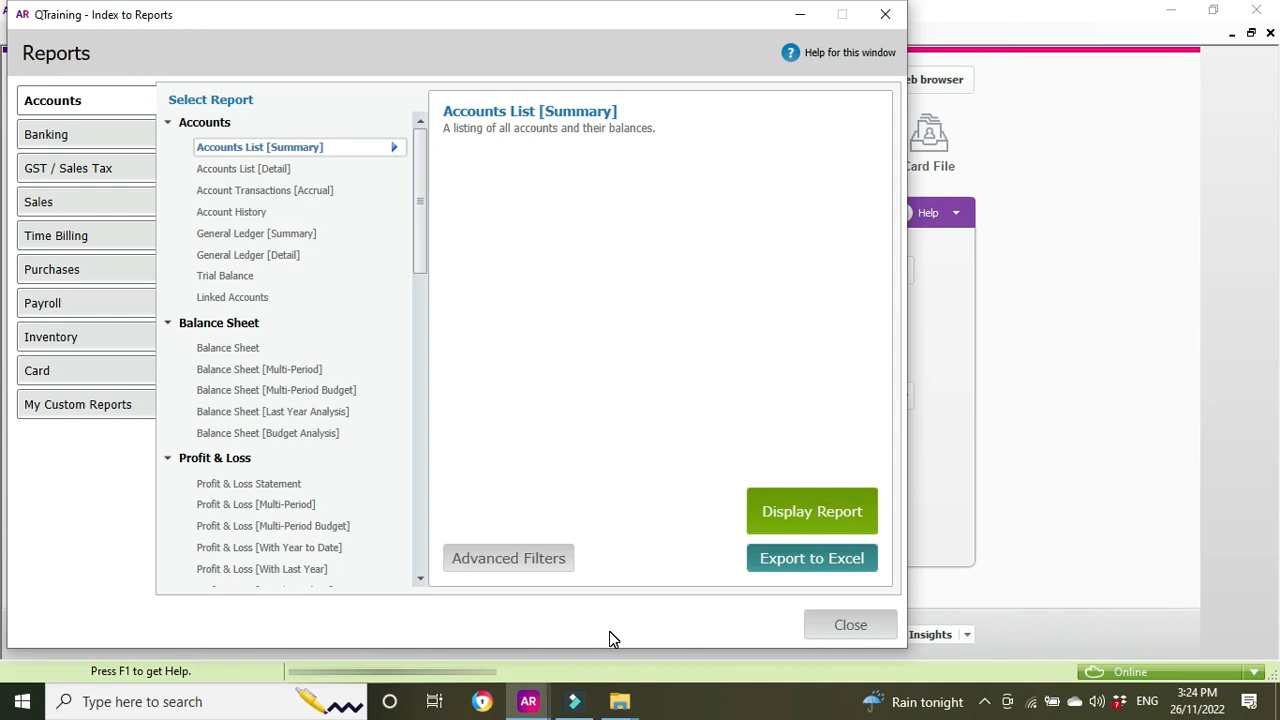 AR QTraining - Index to Reports
Reports
? Help for this window
Accounts
Banking
GST / Sales Tax
Sales
Time Billing
Purchases
Payroll
Inventory
Card
My Custom Reports
Select Report
Accounts
Accounts List [Summary]
Accounts List [Detail]
Account Transactions [Accrual]
Account History
General Ledger [Summary]
General Ledger [Detail]
Trial Balance
Linked Accounts
Balance Sheet
Balance Sheet
Balance Sheet [Multi-Period]
Balance Sheet [Multi-Period Budget]
Balance Sheet [Last Year Analysis]
Balance Sheet [Budget Analysis]
Profit & Loss
Profit & Loss Statement
Profit & Loss [Multi-Period]
Profit & Loss [Multi-Period Budget]
Profit & Loss [With Year to Date]
Profit & Loss [With Last Year]
Accounts List [Summary]
A listing of all accounts and their balances.
Display Report
Advanced Filters
Export to Excel
Close
eb browser
ard File
Help
Insights
Press F1 to get Help.
Online
Type here to search
AR
Rain tonight
ENG
3:24 PM
26/11/2022